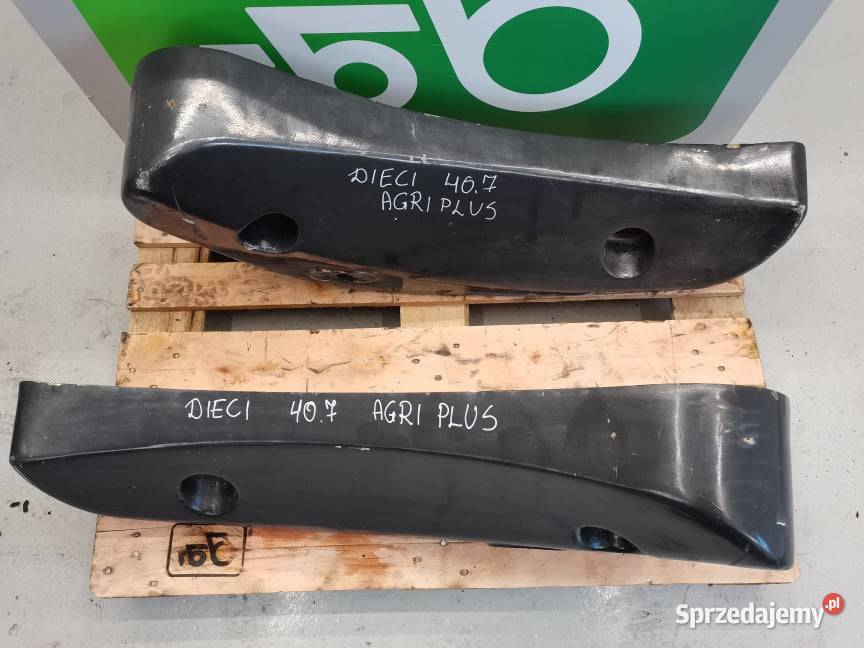 DIECI 40.7
AGRI PLUS
DIECI 40.7 AGRI PLUS
Sprzedajemy.pl